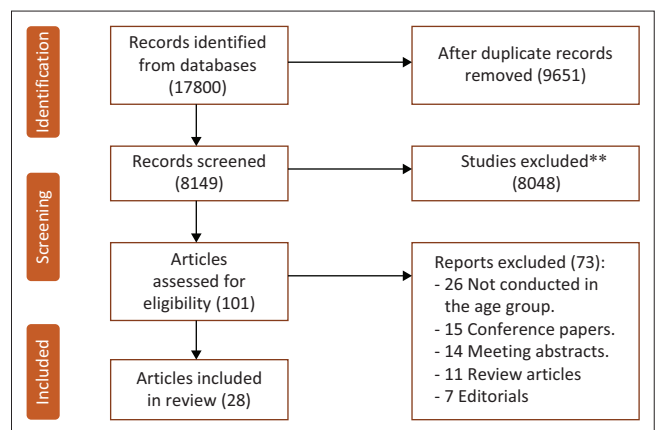 Identification
Records identified
from databases
(17800)
After duplicate records
removed (9651)
Screening
Records screened
(8149)
Studies excluded**
(8048)
Articles
assessed for
eligibility (101)
Reports excluded (73):
- 26 Not conducted in
the age group.
- 15 Conference papers.
- 14 Meeting abstracts.
- 11 Review articles
- 7 Editorials
Included
Articles included
in review (28)